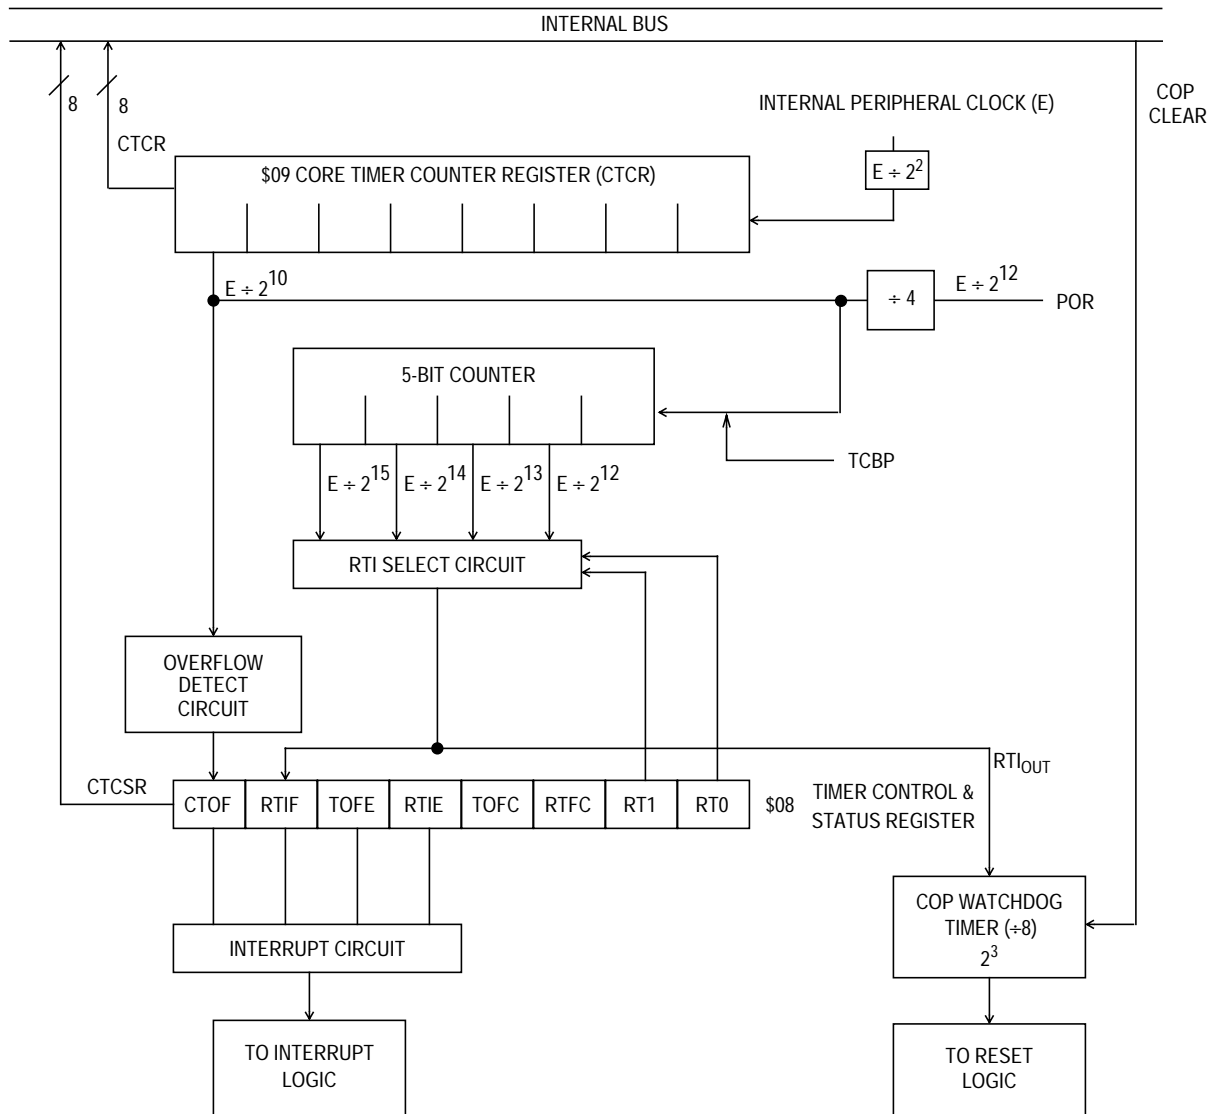 INTERNAL BUS
8
8
COP
CLEAR
INTERNAL PERIPHERAL CLOCK (E)
CTCR
E ÷ 2²
$09 CORE TIMER COUNTER REGISTER (CTCR)
E ÷ 2¹⁰
÷ 4
E ÷ 2¹²
POR
5-BIT COUNTER
TCBP
E ÷ 2¹⁵
E ÷ 2¹⁴
E ÷ 2¹³
E ÷ 2¹²
RTI SELECT CIRCUIT
OVERFLOW
DETECT
CIRCUIT
RTIOUT
CTCSR
CTOF RTIF TOFE RTIE TOFC RTFC RT1 RT0
$08
TIMER CONTROL &
STATUS REGISTER
COP WATCHDOG
TIMER (÷8)
2³
INTERRUPT CIRCUIT
TO INTERRUPT
LOGIC
TO RESET
LOGIC